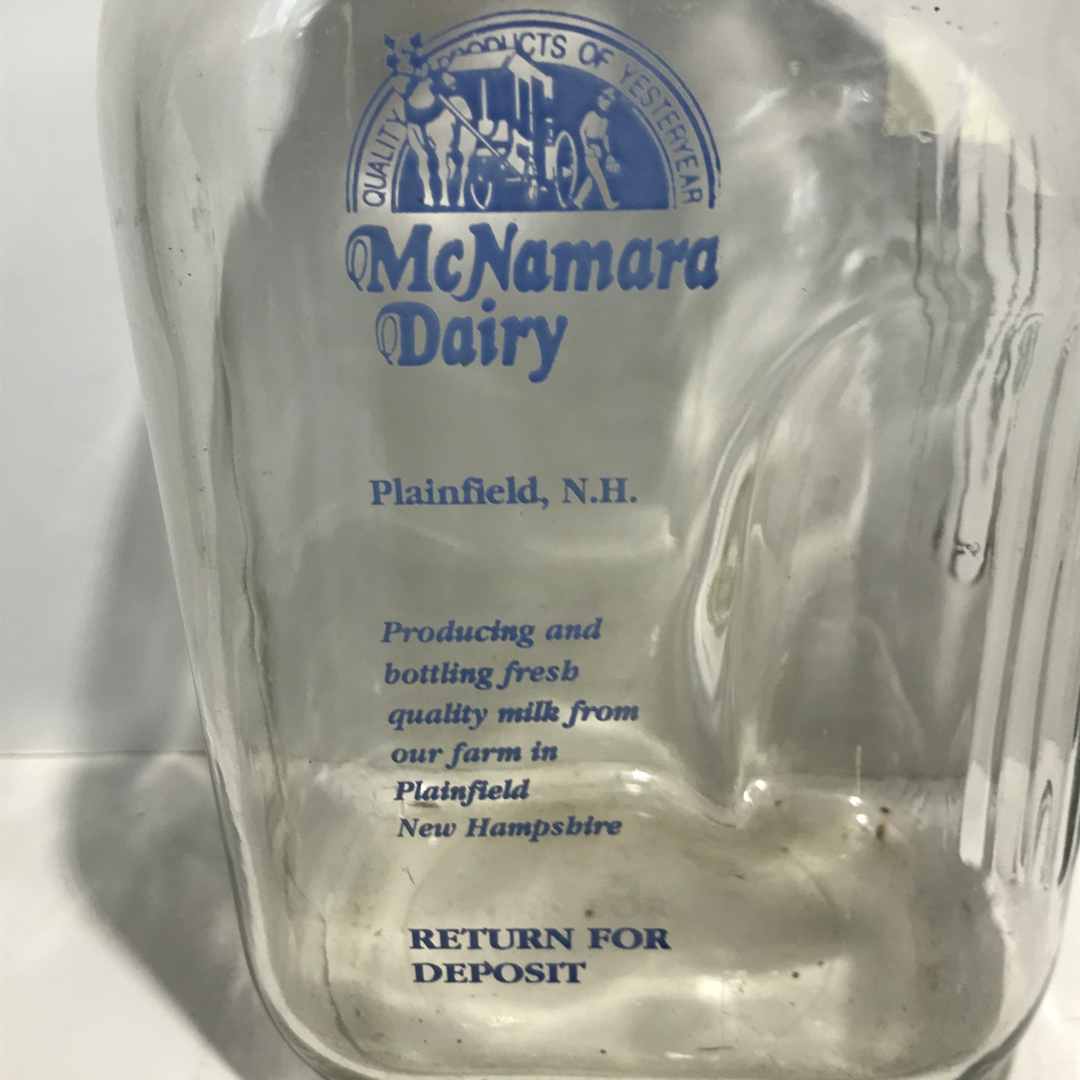 QUALITY PRODUCTS OF YESTERYEAR
McNamara
Dairy
Plainfield, N.H.
Producing and
bottling fresh
quality milk from
our farm in
Plainfield
New Hampshire
RETURN FOR
DEPOSIT